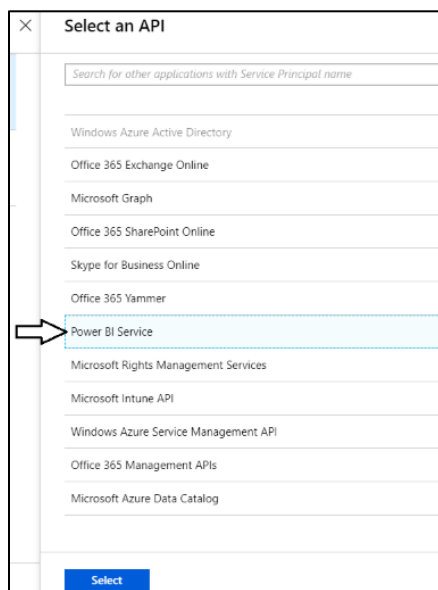 Select an API
Search for other applications with Service Principal name
Windows Azure Active Directory
Office 365 Exchange Online
Microsoft Graph
Office 365 SharePoint Online
Skype for Business Online
Office 365 Yammer
Power BI Service
Microsoft Rights Management Services
Microsoft Intune API
Windows Azure Service Management API
Office 365 Management APIs
Microsoft Azure Data Catalog
Select